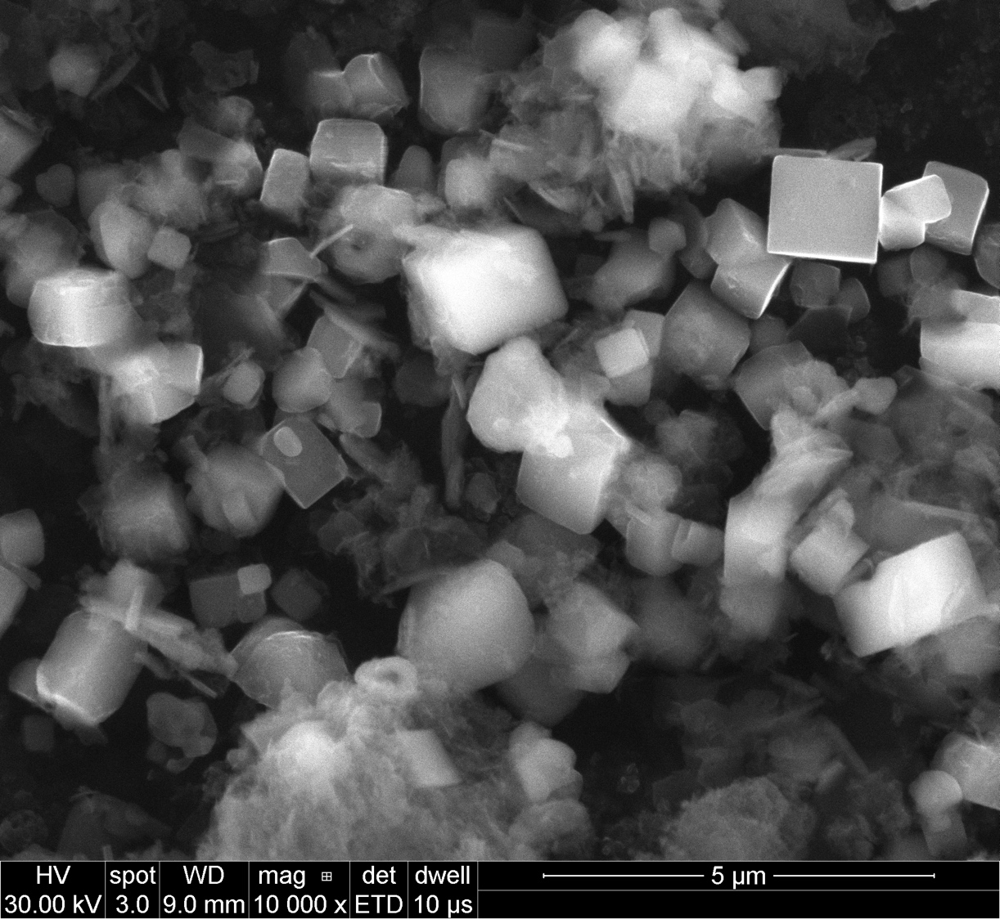 HV spot WD mag ⊞ det dwell
30.00 kV 3.0 9.0 mm 10 000 x ETD 10 µs
5 µm